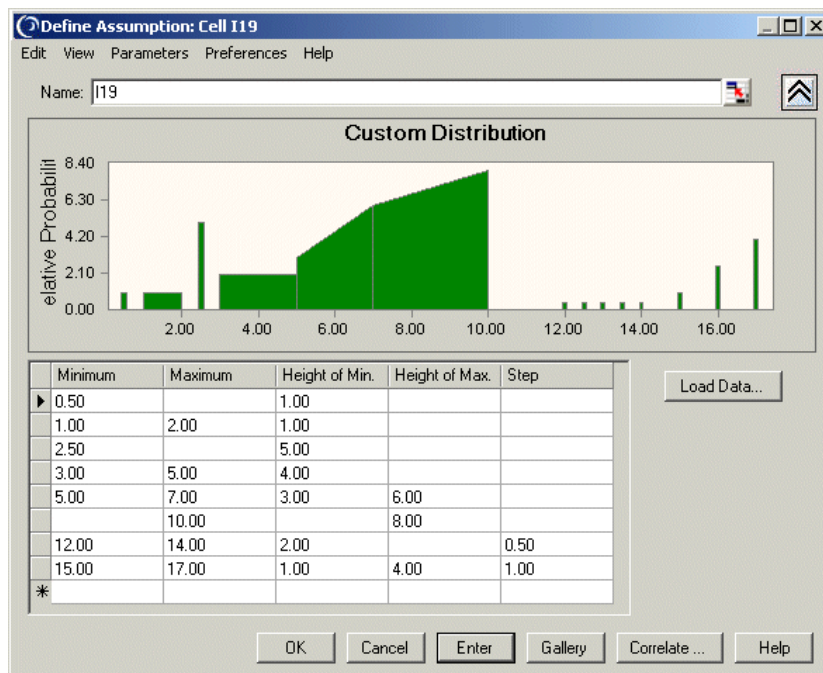 Define Assumption: Cell I19
Edit View Parameters Preferences Help
Name: I19
Custom Distribution
elative Probabilit
8.40
6.30
4.20
2.10
0.00
2.00 4.00 6.00 8.00 10.00 12.00 14.00 16.00
Minimum Maximum Height of Min. Height of Max. Step
0.50 1.00
1.00 2.00 1.00
2.50 5.00
3.00 5.00 4.00
5.00 7.00 3.00 6.00
10.00 8.00
12.00 14.00 2.00 0.50
15.00 17.00 1.00 4.00 1.00
*
Load Data...
OK Cancel Enter Gallery Correlate ... Help